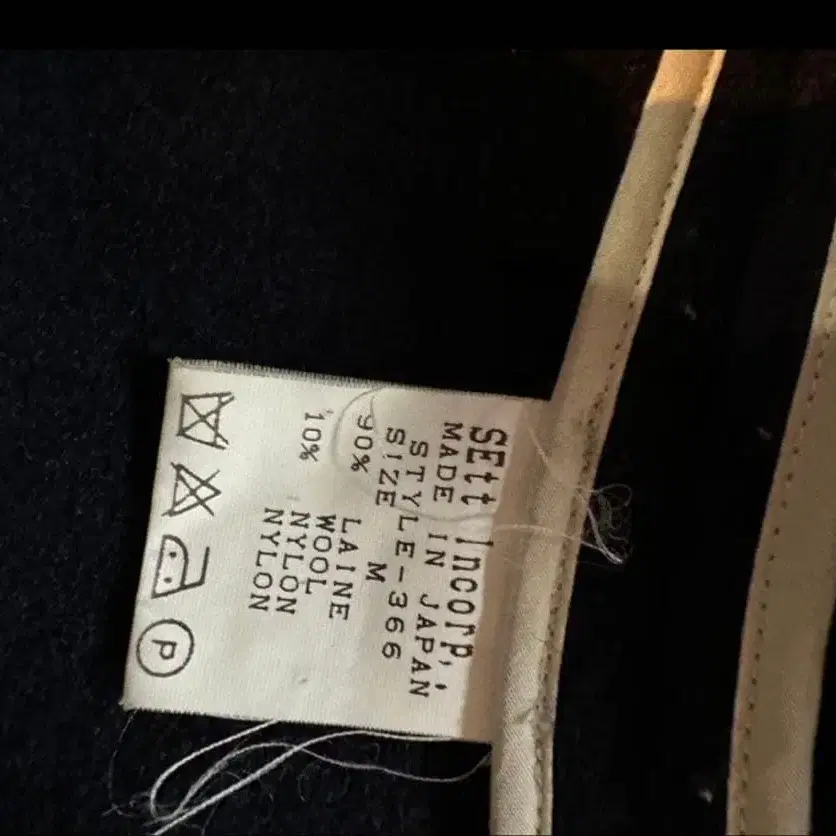 SEtt Incorp,;
MADE IN JAPAN
STYLE-366
SIZE M
90% LAINE
WOOL
10% NYLON
NYLON
P